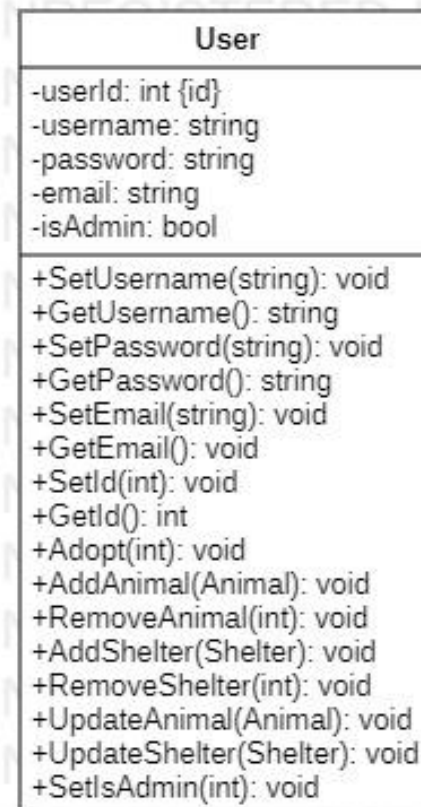 User
-userId: int {id}
-username: string
-password: string
-email: string
-isAdmin: bool
+SetUsername(string): void
+GetUsername(): string
+SetPassword(string): void
+GetPassword(): string
+SetEmail(string): void
+GetEmail(): void
+SetId(int): void
+GetId(): int
+Adopt(int): void
+AddAnimal(Animal): void
+RemoveAnimal(int): void
+AddShelter(Shelter): void
+RemoveShelter(int): void
+UpdateAnimal(Animal): void
+UpdateShelter(Shelter): void
+SetIsAdmin(int): void